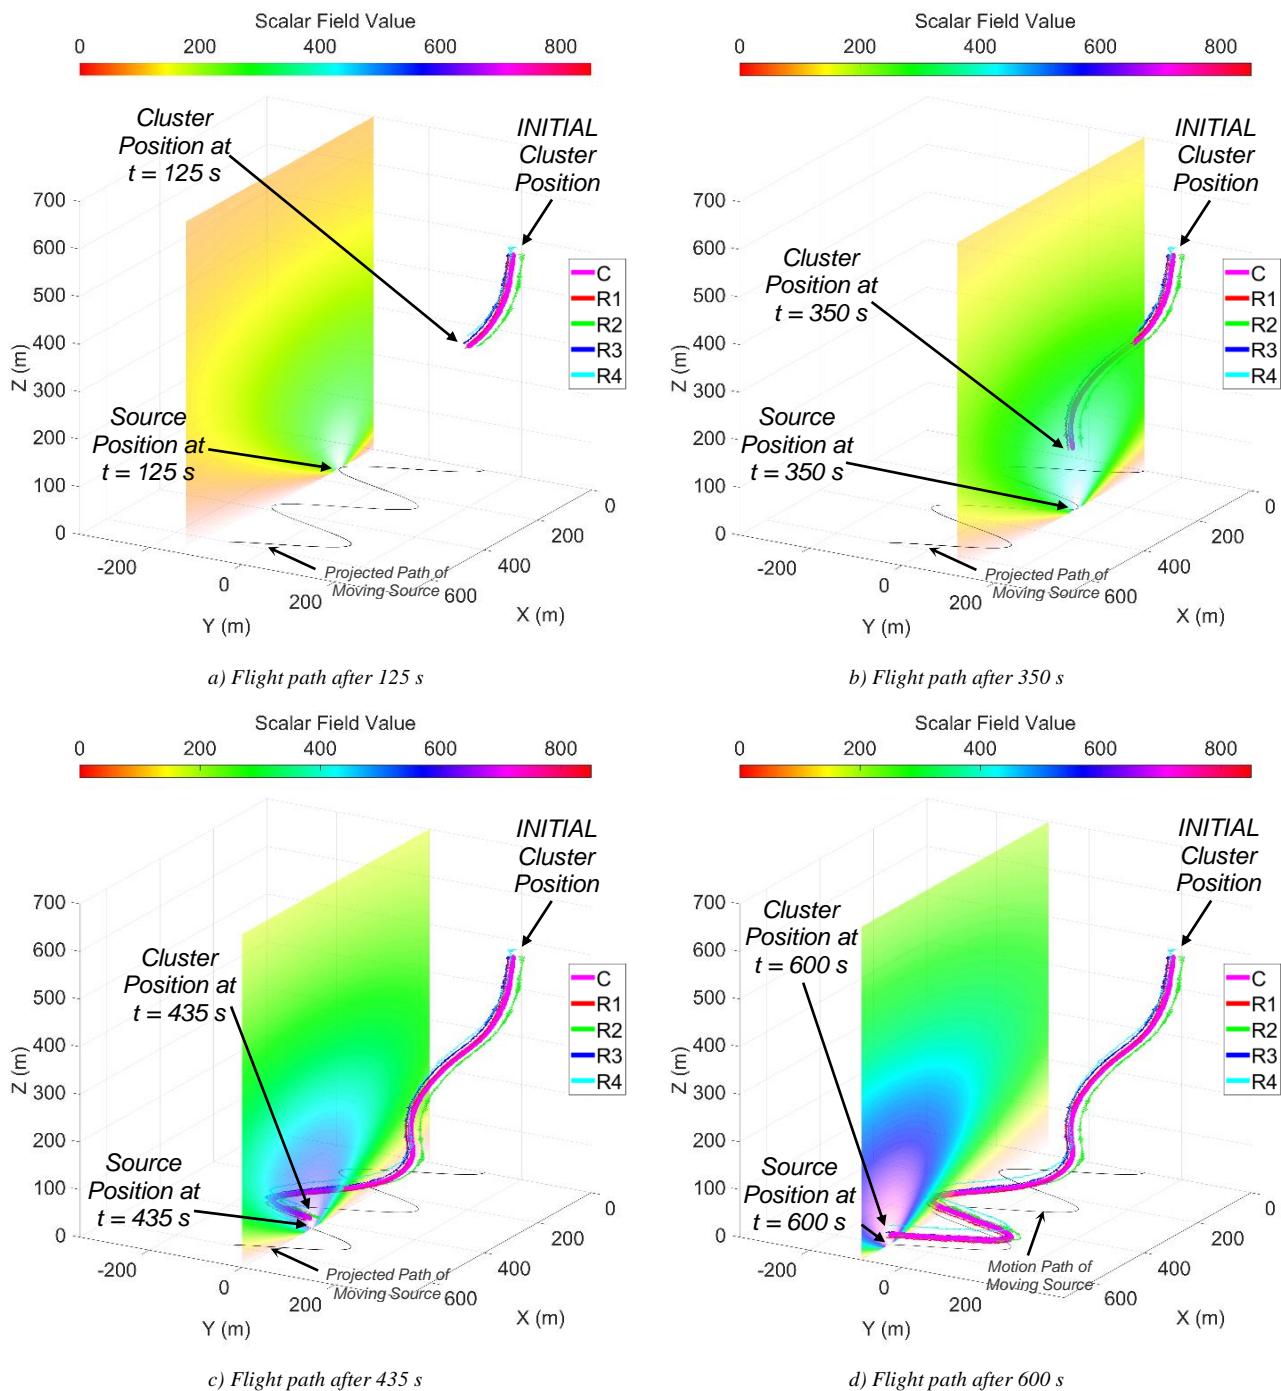 Scalar Field Value
0 200 400 600 800
Cluster
Position at
t = 125 s
INITIAL
Cluster
Position
700
600
500
400
300
200
100
0
Z (m)
C
R1
R2
R3
R4
Source
Position at
t = 125 s
Projected Path of
Moving Source
-200 0 200
Y (m)
0
200
400
600
X (m)
a) Flight path after 125 s
Scalar Field Value
0 200 400 600 800
INITIAL
Cluster
Position
Cluster
Position at
t = 350 s
700
600
500
400
300
200
100
0
Z (m)
C
R1
R2
R3
R4
Source
Position at
t = 350 s
Projected Path of
Moving Source
-200 0 200
Y (m)
0
200
400
600
X (m)
b) Flight path after 350 s
Scalar Field Value
0 200 400 600 800
INITIAL
Cluster
Position
Cluster
Position at
t = 435 s
700
600
500
400
300
200
100
0
Z (m)
C
R1
R2
R3
R4
Source
Position at
t = 435 s
Projected Path of
Moving Source
-200 0 200
Y (m)
0
200
400
600
X (m)
c) Flight path after 435 s
Scalar Field Value
0 200 400 600 800
INITIAL
Cluster
Position
Cluster
Position at
t = 600 s
700
600
500
400
300
200
100
0
Z (m)
C
R1
R2
R3
R4
Source
Position at
t = 600 s
Motion Path of
Moving Source
-200 0 200
Y (m)
0
200
400
600
X (m)
d) Flight path after 600 s